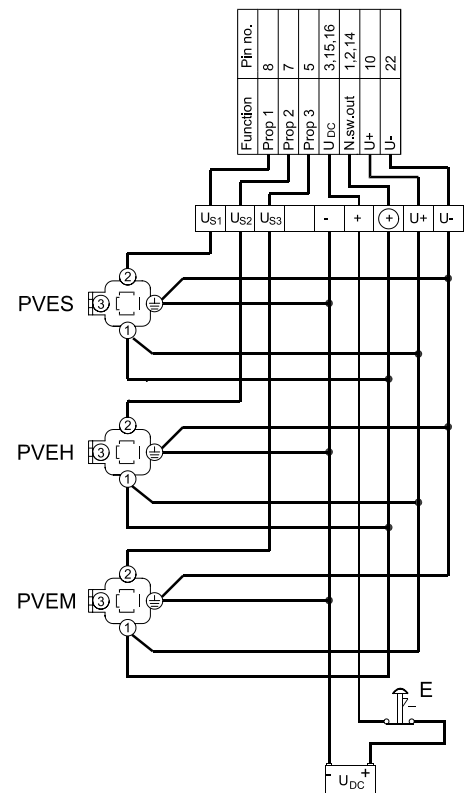 Function Pin no.
Prop 1 8
Prop 2 7
Prop 3 5
U DC 3,15,16
N.sw.out 1,2,14
U+ 10
U- 22
US1 US2 US3 - + + U+ U-
2
PVES 3
1
2
PVEH 3
1
2
PVEM 3
1
E
- UDC +